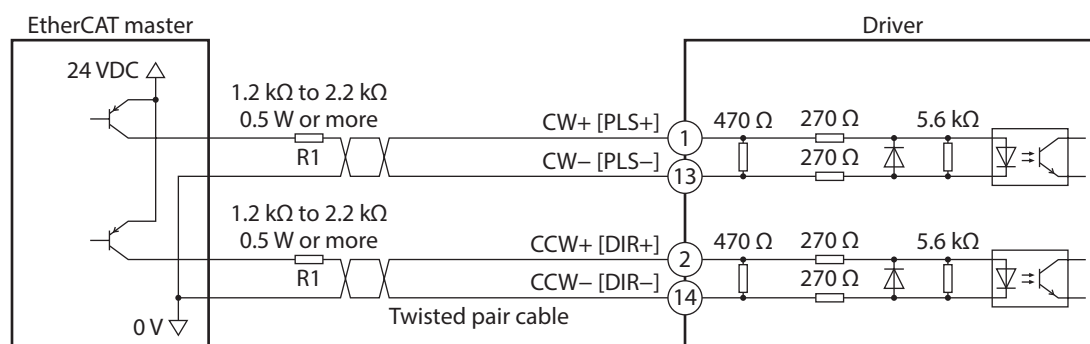 EtherCAT master
Driver
24 VDC
1.2 kΩ to 2.2 kΩ
0.5 W or more
R1
CW+ [PLS+]
CW− [PLS−]
1
13
470 Ω
270 Ω
270 Ω
5.6 kΩ
1.2 kΩ to 2.2 kΩ
0.5 W or more
R1
CCW+ [DIR+]
CCW− [DIR−]
2
14
470 Ω
270 Ω
270 Ω
5.6 kΩ
Twisted pair cable
0 V